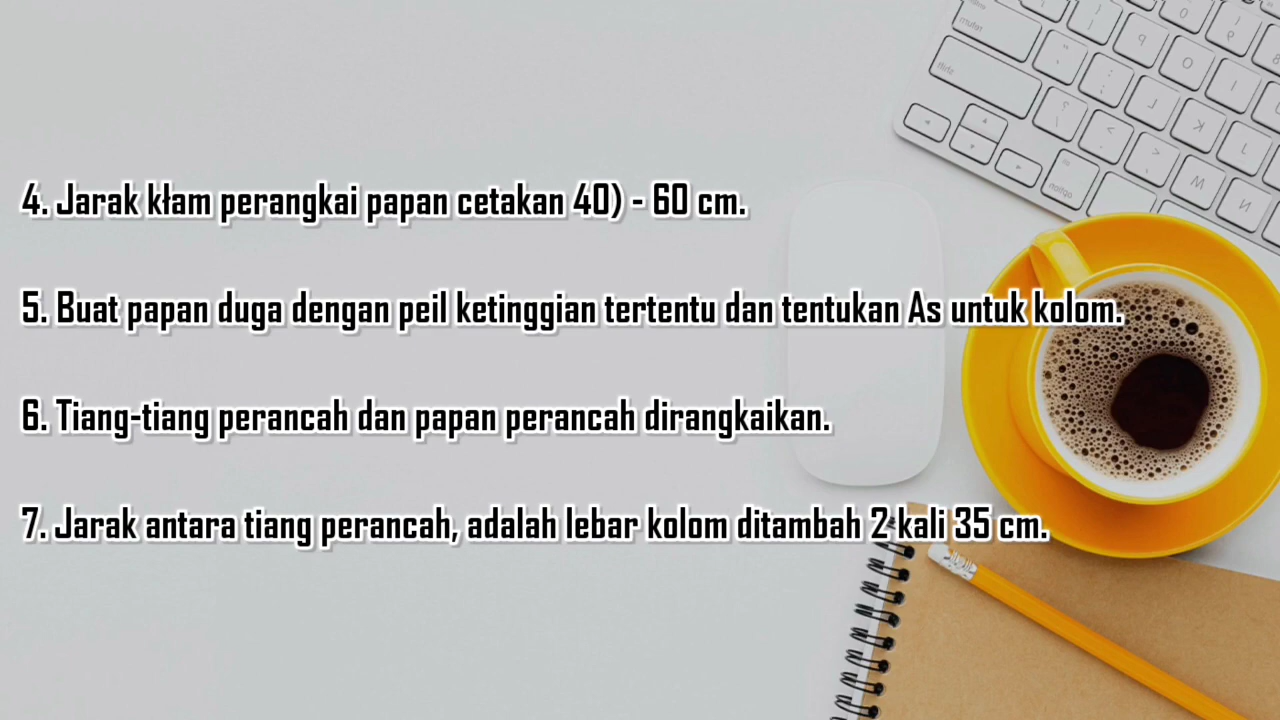 4. Jarak kłam perangkai papan cetakan 40) - 60 cm.
5. Buat papan duga dengan peil ketinggian tertentu dan tentukan As untuk kolom.
6. Tiang-tiang perancah dan papan perancah dirangkaikan.
7. Jarak antara tiang perancah, adalah lebar kolom ditambah 2 kali 35 cm.